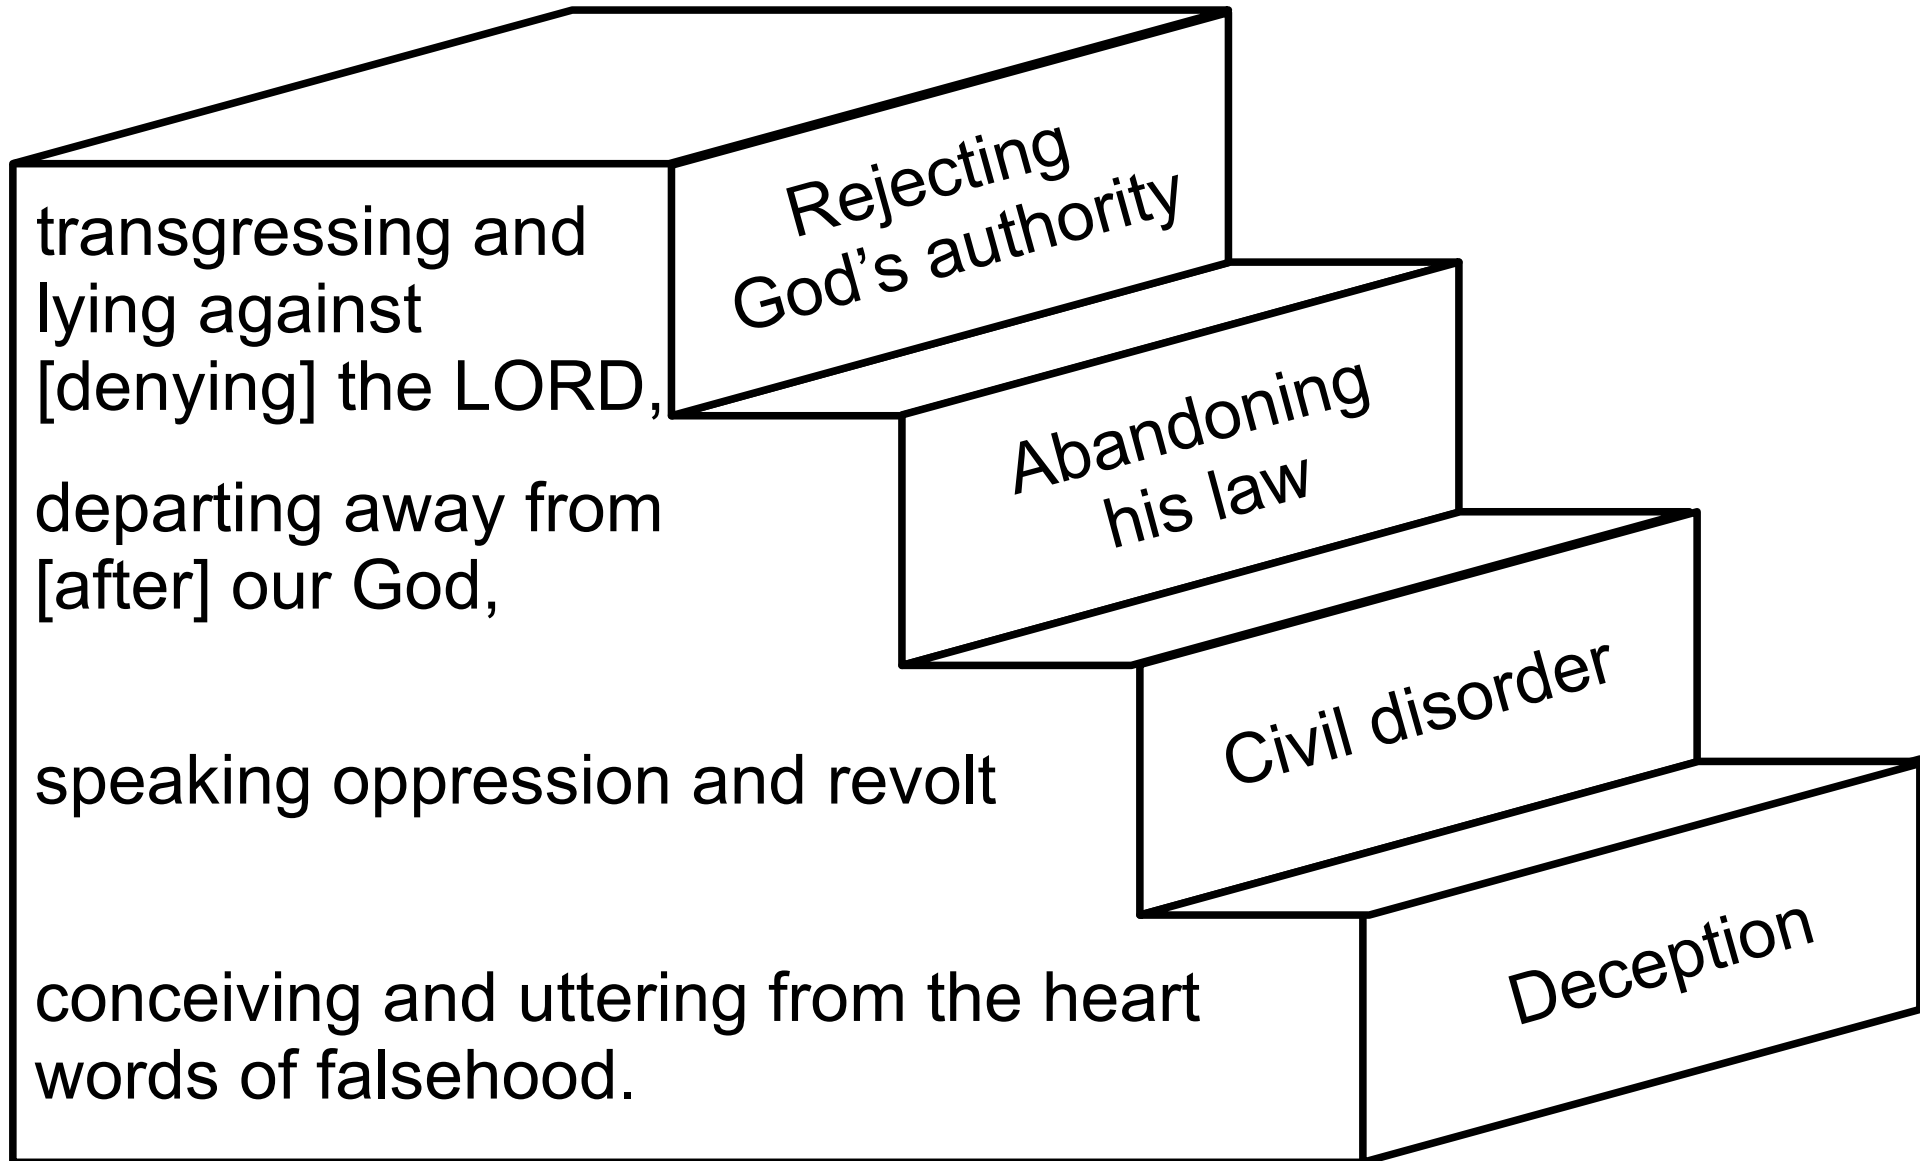 transgressing and
lying against
[denying] the LORD,
Rejecting
God’s authority
departing away from
[after] our God,
Abandoning
his law
speaking oppression and revolt
Civil disorder
conceiving and uttering from the heart
words of falsehood.
Deception